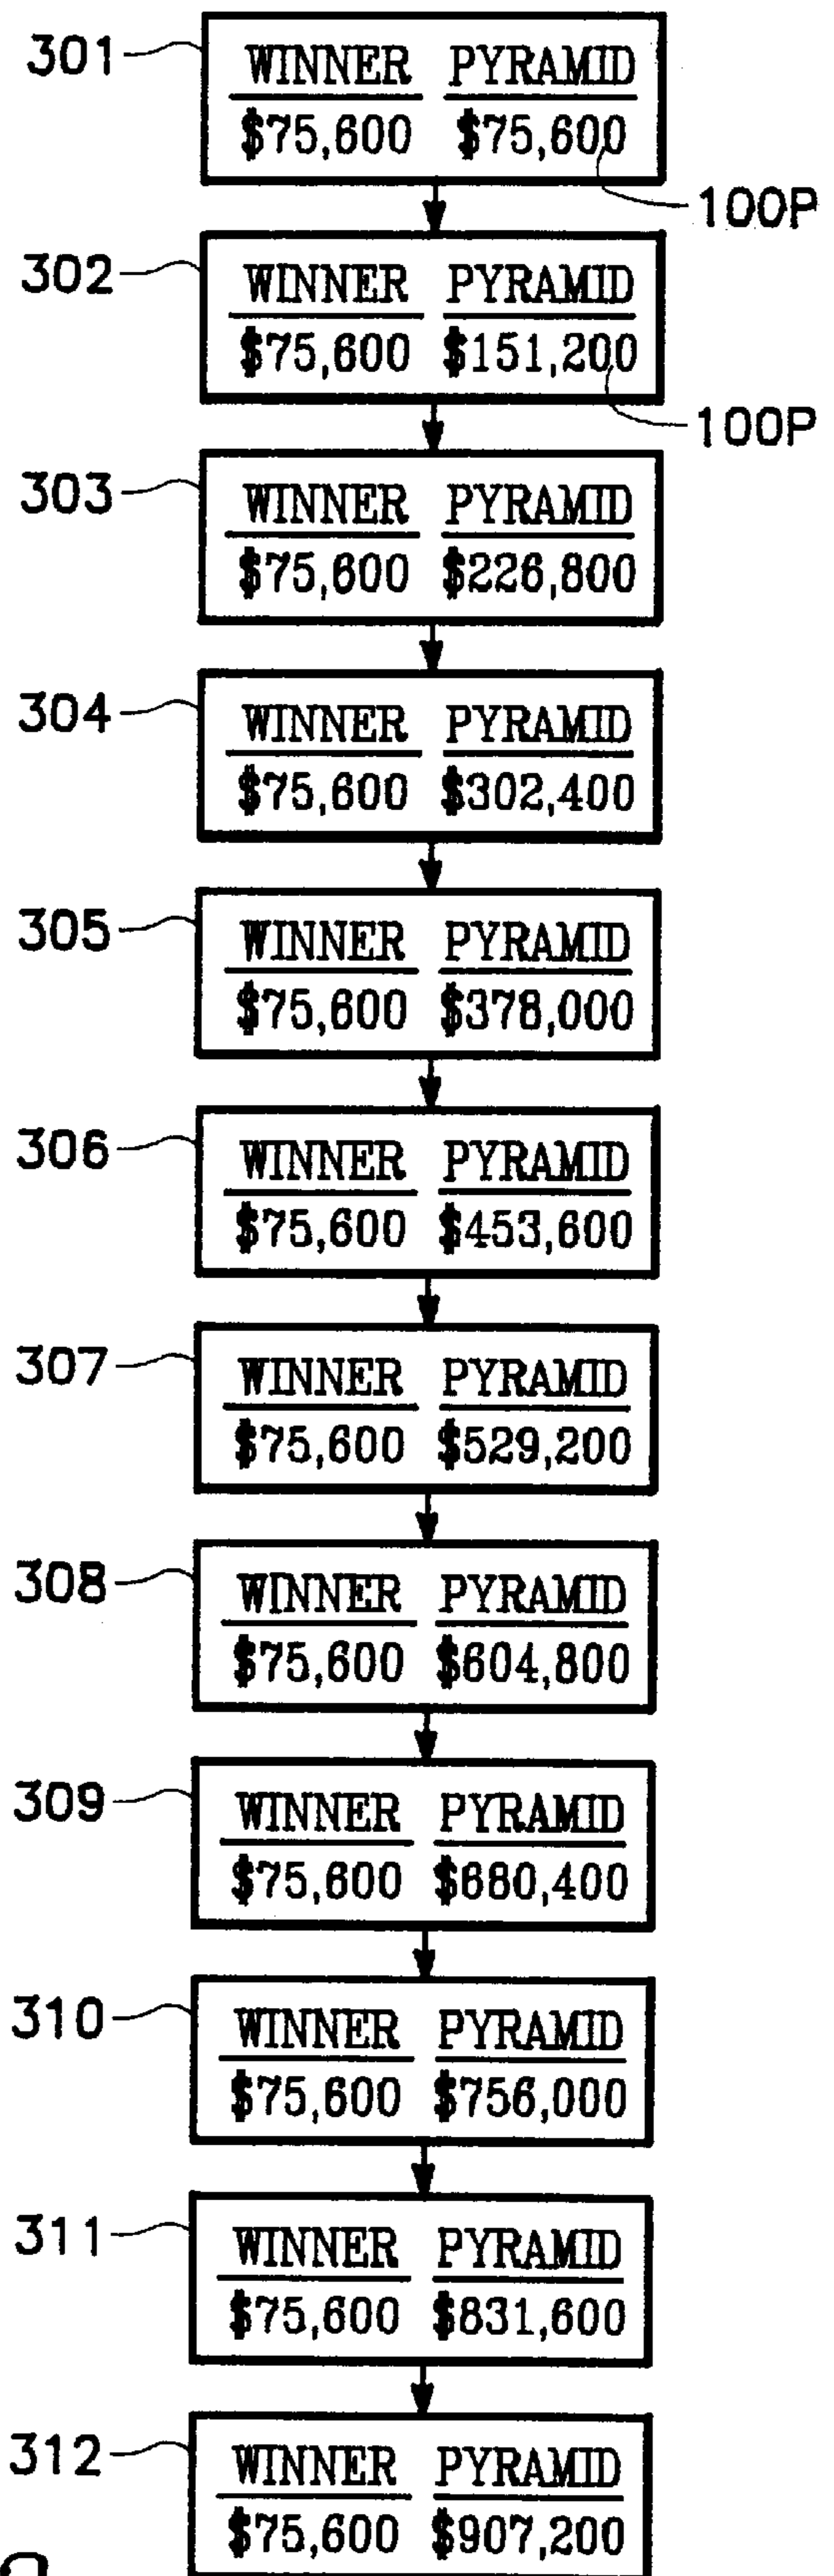 301
WINNER PYRAMID
$75,600 $75,600
100P
302
WINNER PYRAMID
$75,600 $151,200
100P
303
WINNER PYRAMID
$75,600 $226,800
304
WINNER PYRAMID
$75,600 $302,400
305
WINNER PYRAMID
$75,600 $378,000
306
WINNER PYRAMID
$75,600 $453,600
307
WINNER PYRAMID
$75,600 $529,200
308
WINNER PYRAMID
$75,600 $604,800
309
WINNER PYRAMID
$75,600 $680,400
310
WINNER PYRAMID
$75,600 $756,000
311
WINNER PYRAMID
$75,600 $831,600
312
WINNER PYRAMID
$75,600 $907,200